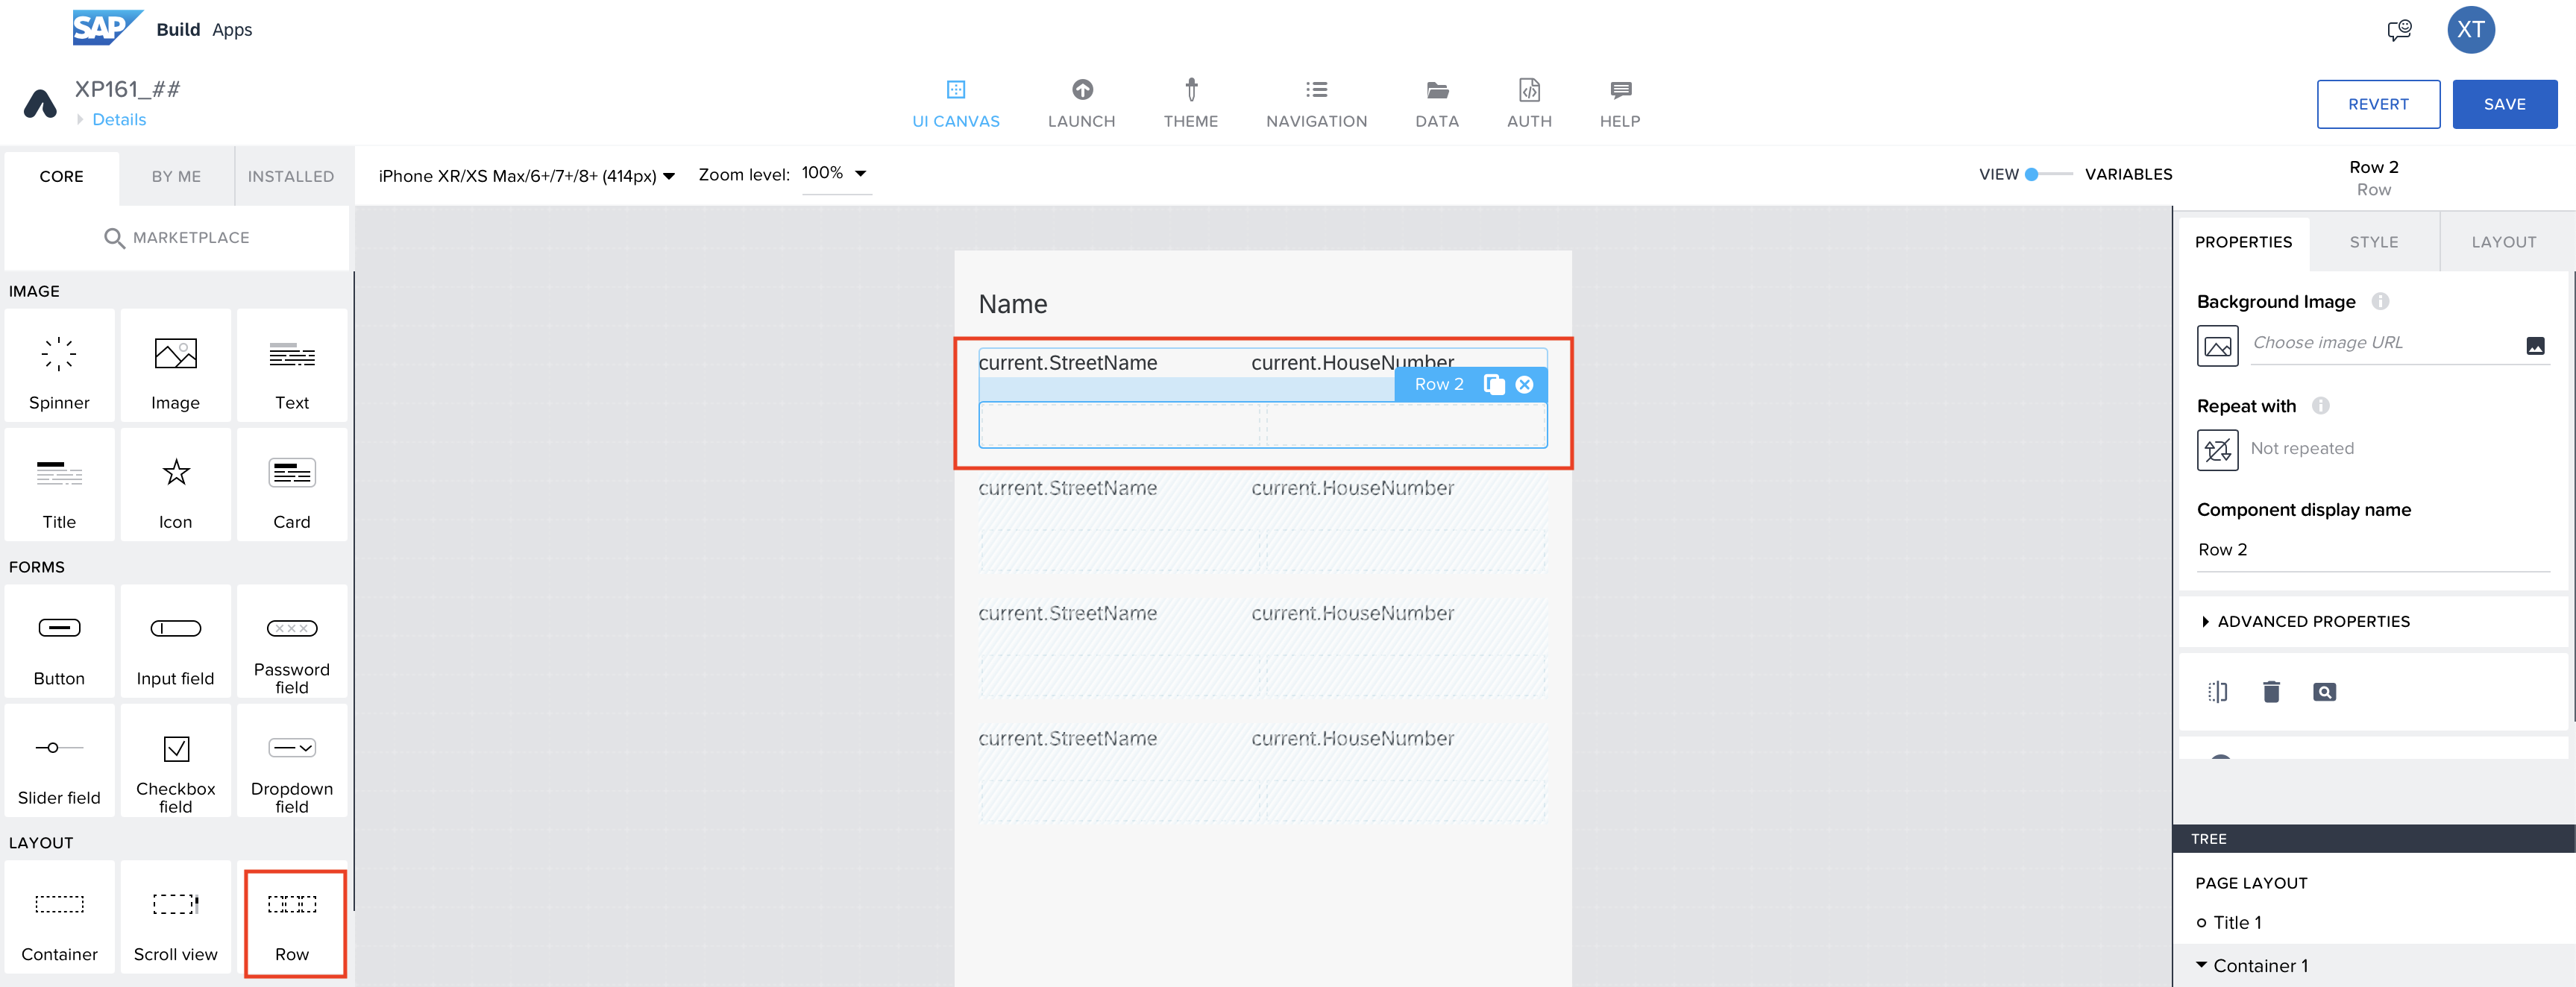 SAP Build Apps
XT
XP161_##
Details
UI CANVAS
LAUNCH
THEME
NAVIGATION
DATA
AUTH
HELP
REVERT
SAVE
CORE
BY ME
INSTALLED
MARKETPLACE
iPhone XR/XS Max/6+/7+/8+ (414px)
Zoom level: 100%
VIEW
VARIABLES
Row 2
Row
IMAGE
Spinner
Image
Text
Title
Icon
Card
FORMS
Button
Input field
Password
field
Slider field
Checkbox
field
Dropdown
field
LAYOUT
Container
Scroll view
Row
Name
current.StreetName current.HouseNumber
Row 2
current.StreetName current.HouseNumber
current.StreetName current.HouseNumber
current.StreetName current.HouseNumber
PROPERTIES
STYLE
LAYOUT
Background Image
Choose image URL
Repeat with
Not repeated
Component display name
Row 2
ADVANCED PROPERTIES
TREE
PAGE LAYOUT
Title 1
Container 1